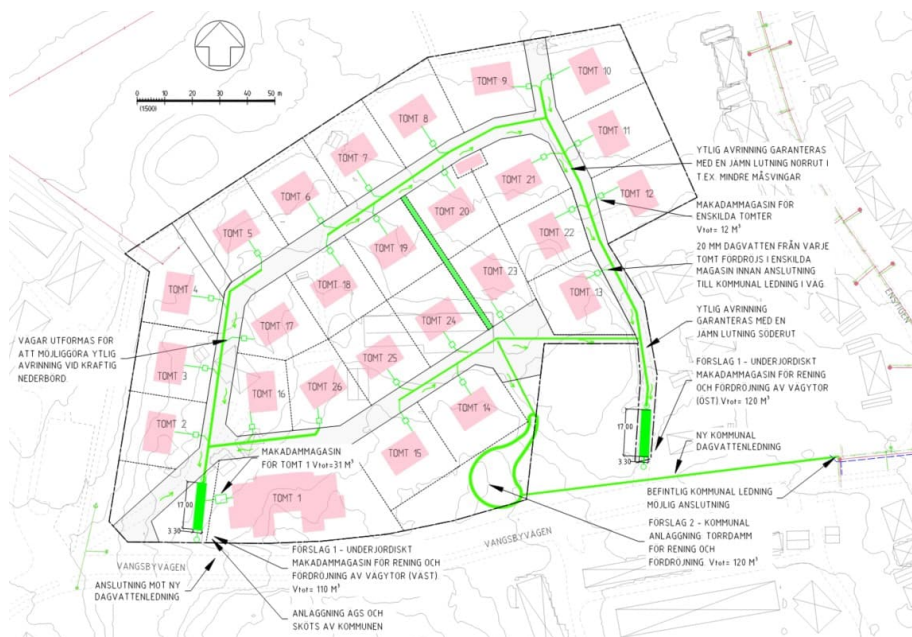 0 10 20 30 40 50 m
(1:500)
TOMT 9
TOMT 10
TOMT 8
TOMT 11
TOMT 7
TOMT 6
TOMT 21
TOMT 12
TOMT 5
TOMT 20
TOMT 22
TOMT 19
TOMT 4
TOMT 18
TOMT 23
TOMT 13
TOMT 17
TOMT 24
TOMT 3
TOMT 25
TOMT 16
TOMT 26
TOMT 14
TOMT 2
TOMT 15
TOMT 1
YTLIG AVRINNING GARANTERAS
MED EN JÄMN LUTNING NORRUT I
T.EX. MINDRE MÅSVINGAR
MAKADAMMAGASIN FÖR
ENSKILDA TOMTER
Vtot= 12 M³
20 MM DAGVATTEN FRÅN VARJE
TOMT FÖRDRÖJS I ENSKILDA
MAGASIN INNAN ANSLUTNING
TILL KOMMUNAL LEDNING I VÄG.
YTLIG AVRINNING
GARANTERAS MED EN
JÄMN LUTNING SÖDERUT.
FÖRSLAG 1 - UNDERJORDISKT
MAKADAMMAGASIN FÖR RENING
OCH FÖRDRÖJNING AV VÄGYTOR
(ÖST) Vtot= 120 M³
NY KOMMUNAL
DAGVATTENLEDNING
BEFINTLIG KOMMUNAL LEDNING
MÖJLIG ANSLUTNING
FÖRSLAG 2 - KOMMUNAL
ANLÄGGNING TORRDAMM
FÖR RENING OCH
FÖRDRÖJNING. Vtot= 120 M³
VÄGAR UTFORMAS FÖR
ATT MÖJLIGGÖRA YTLIG
AVRINNING VID KRAFTIG
NEDERBÖRD.
MAKADAMMAGASIN
FÖR TOMT 1 Vtot=31 M³
17.00
3.30
17.00
3.30
FÖRSLAG 1 - UNDERJORDISKT
MAKADAMMAGASIN FÖR RENING OCH
FÖRDRÖJNING AV VÄGYTOR (VÄST)
Vtot= 110 M³
ANLÄGGNING ÄGS OCH
SKÖTS AV KOMMUNEN
ANSLUTNING MOT NY
DAGVATTENLEDNING
VANGSBYVÄGEN
VANGSBYVÄGEN
ENSTIGEN